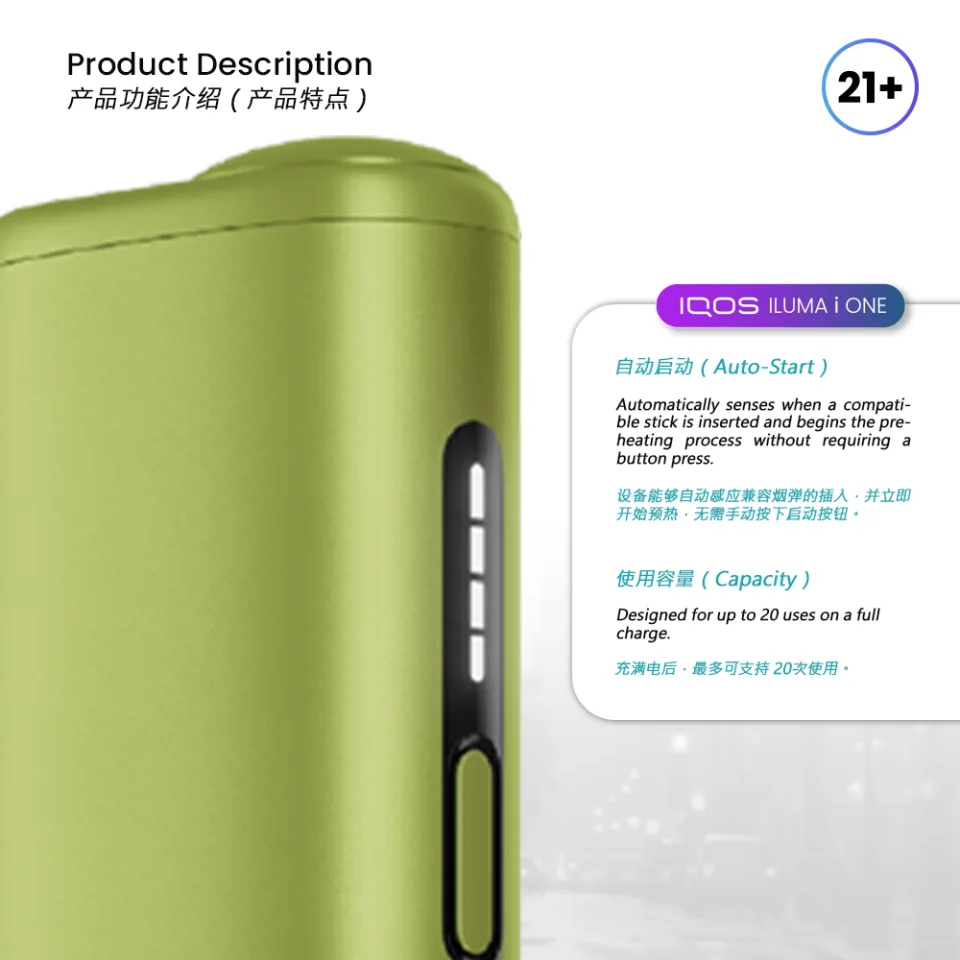 Product Description
产品功能介绍（产品特点）
21+
IQOS ILUMA i ONE
自动启动（Auto-Start）
Automatically senses when a compati-
ble stick is inserted and begins the pre-
heating process without requiring a
button press.
设备能够自动感应兼容烟弹的插入，并立即
开始预热，无需手动按下启动按钮。
使用容量（Capacity）
Designed for up to 20 uses on a full
charge.
充满电后，最多可支持 20次使用。